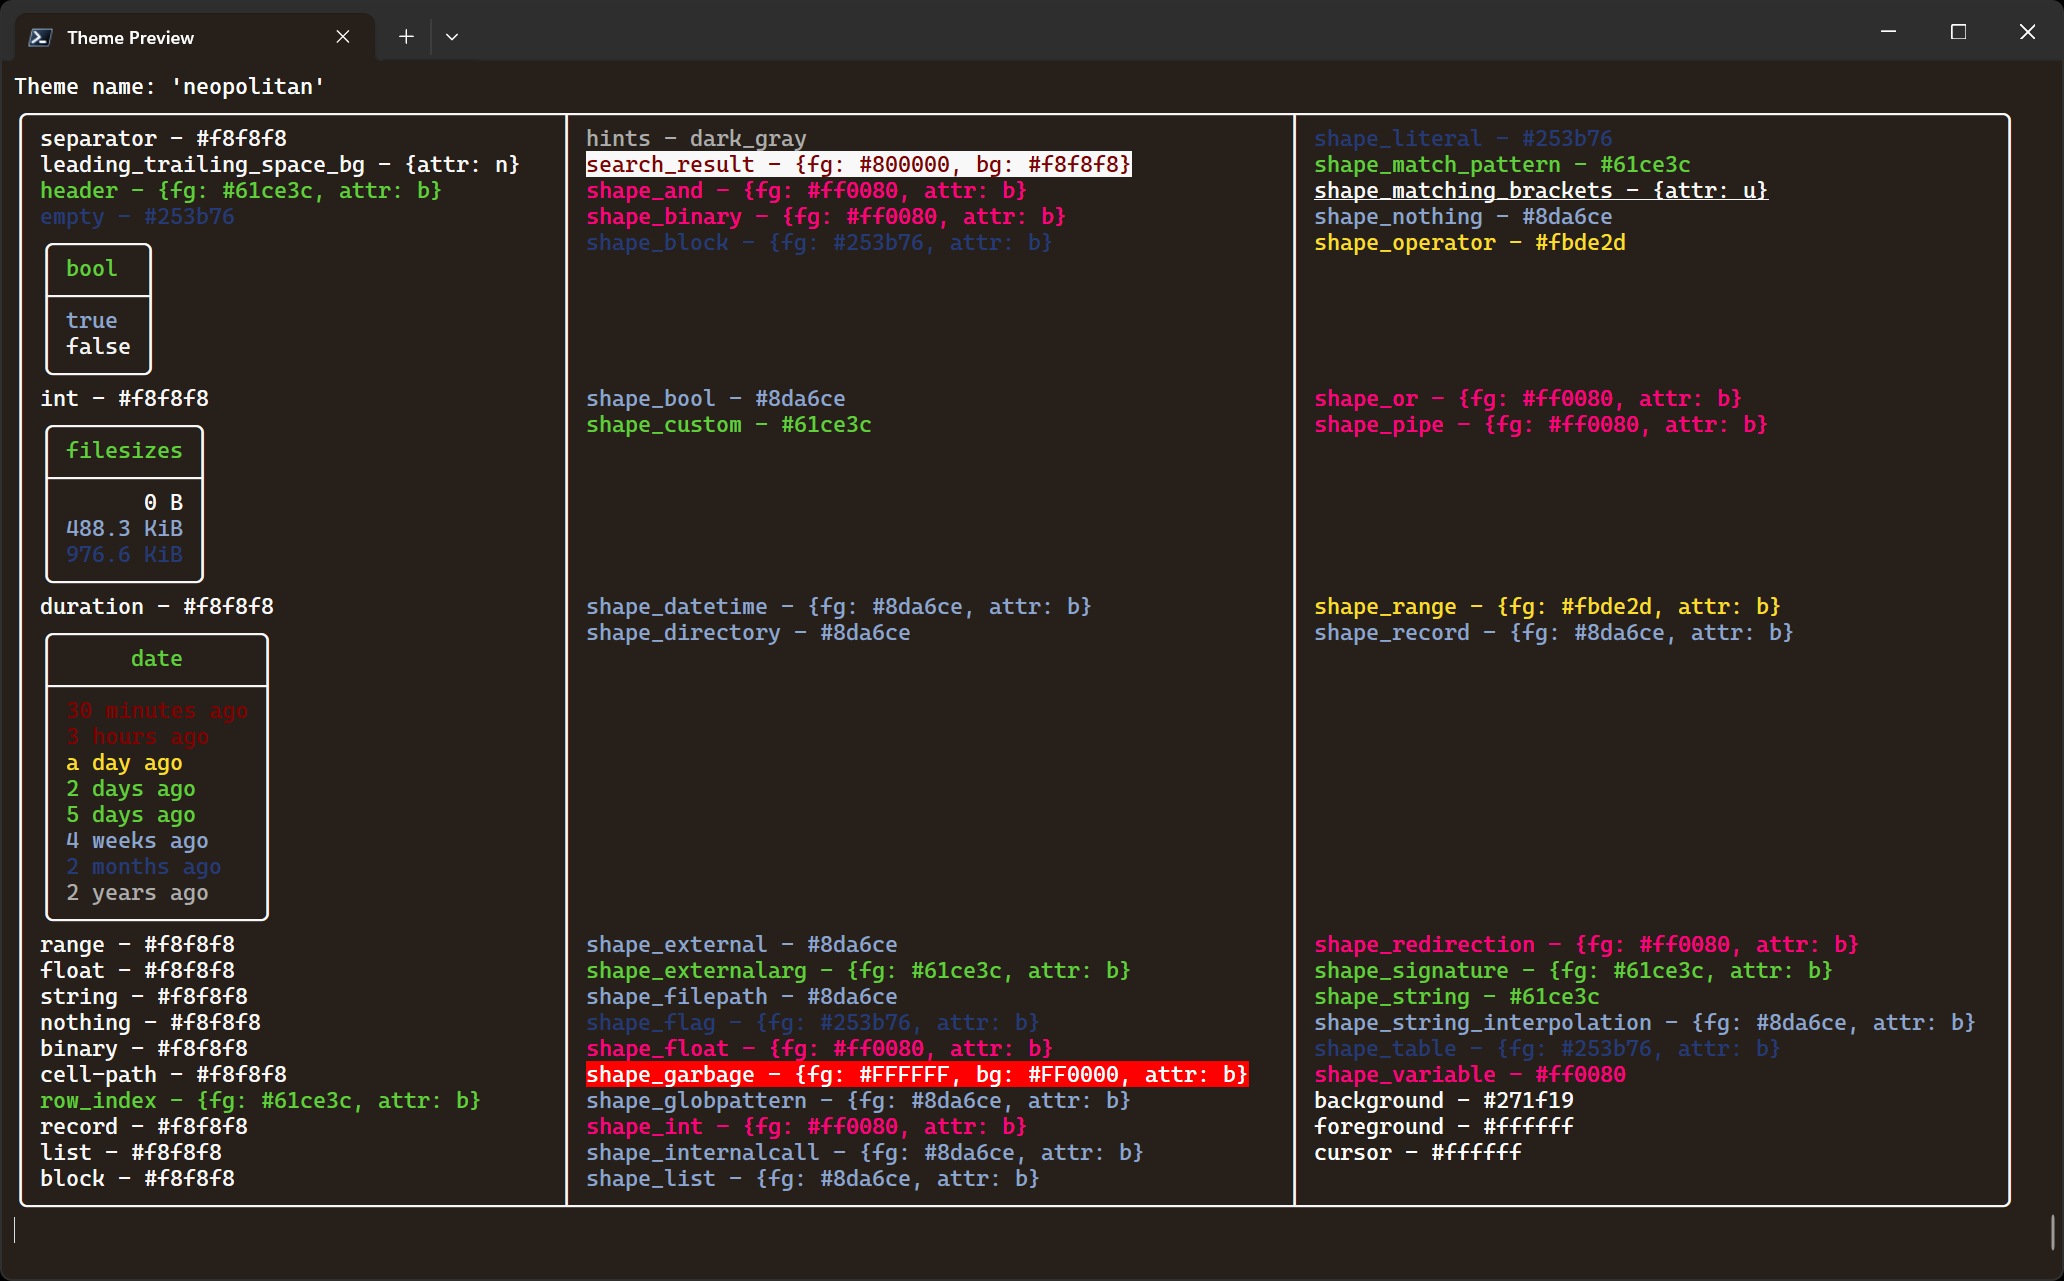 Theme Preview
Theme name: 'neopolitan'
separator - #f8f8f8
leading_trailing_space_bg - {attr: n}
header - {fg: #61ce3c, attr: b}
empty - #253b76
bool
true
false
int - #f8f8f8
filesizes
0 B
488.3 KiB
976.6 KiB
duration - #f8f8f8
date
30 minutes ago
3 hours ago
a day ago
2 days ago
5 days ago
4 weeks ago
2 months ago
2 years ago
range - #f8f8f8
float - #f8f8f8
string - #f8f8f8
nothing - #f8f8f8
binary - #f8f8f8
cell-path - #f8f8f8
row_index - {fg: #61ce3c, attr: b}
record - #f8f8f8
list - #f8f8f8
block - #f8f8f8
hints - dark_gray
search_result - {fg: #800000, bg: #f8f8f8}
shape_and - {fg: #ff0080, attr: b}
shape_binary - {fg: #ff0080, attr: b}
shape_block - {fg: #253b76, attr: b}
shape_bool - #8da6ce
shape_custom - #61ce3c
shape_datetime - {fg: #8da6ce, attr: b}
shape_directory - #8da6ce
shape_external - #8da6ce
shape_externalarg - {fg: #61ce3c, attr: b}
shape_filepath - #8da6ce
shape_flag - {fg: #253b76, attr: b}
shape_float - {fg: #ff0080, attr: b}
shape_garbage - {fg: #FFFFFF, bg: #FF0000, attr: b}
shape_globpattern - {fg: #8da6ce, attr: b}
shape_int - {fg: #ff0080, attr: b}
shape_internalcall - {fg: #8da6ce, attr: b}
shape_list - {fg: #8da6ce, attr: b}
shape_literal - #253b76
shape_match_pattern - #61ce3c
shape_matching_brackets - {attr: u}
shape_nothing - #8da6ce
shape_operator - #fbde2d
shape_or - {fg: #ff0080, attr: b}
shape_pipe - {fg: #ff0080, attr: b}
shape_range - {fg: #fbde2d, attr: b}
shape_record - {fg: #8da6ce, attr: b}
shape_redirection - {fg: #ff0080, attr: b}
shape_signature - {fg: #61ce3c, attr: b}
shape_string - #61ce3c
shape_string_interpolation - {fg: #8da6ce, attr: b}
shape_table - {fg: #253b76, attr: b}
shape_variable - #ff0080
background - #271f19
foreground - #ffffff
cursor - #ffffff